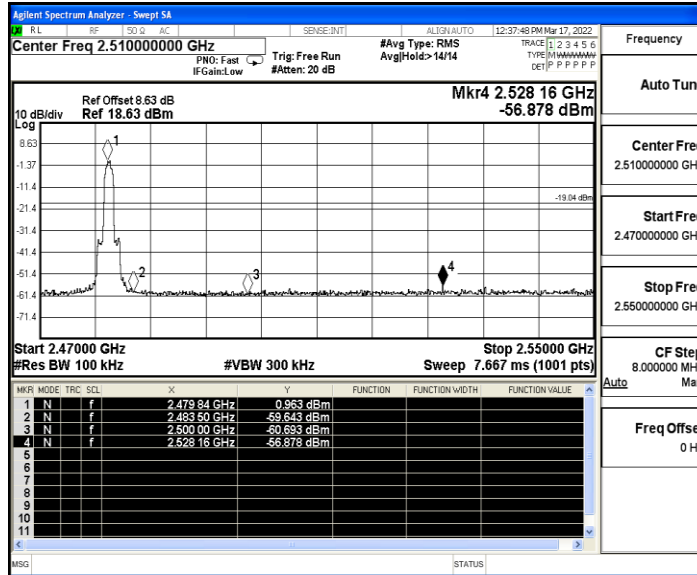 Agilent Spectrum Analyzer - Swept SA
RL RF 50 Ω AC SENSE:INT ALIGN AUTO 12:37:48 PM Mar 17, 2022
Center Freq 2.510000000 GHz
PNO: Fast
IFGain:Low
Trig: Free Run
#Atten: 20 dB
#Avg Type: RMS
Avg|Hold:>14/14
TRACE 1 2 3 4 5 6
TYPE M
DET P P P P P P
Ref Offset 8.63 dB
10 dB/div Ref 18.63 dBm
Log
Mkr4 2.528 16 GHz
-56.878 dBm
8.63
-1.37
-11.4
-21.4
-31.4
-41.4
-51.4
-61.4
-71.4
1
2
3
4
-19.04 dBm
Start 2.47000 GHz Stop 2.55000 GHz
#Res BW 100 kHz #VBW 300 kHz Sweep 7.667 ms (1001 pts)
MKR MODE TRC SCL X Y FUNCTION FUNCTION WIDTH FUNCTION VALUE
1 N f 2.479 84 GHz 0.963 dBm
2 N f 2.483 50 GHz -59.643 dBm
3 N f 2.500 00 GHz -60.693 dBm
4 N f 2.528 16 GHz -56.878 dBm
5
6
7
8
9
10
11
MSG STATUS
Frequency
Auto Tun
Center Fre
2.510000000 GH
Start Fre
2.470000000 GH
Stop Fre
2.550000000 GH
CF Ste
8.000000 MH
Auto Ma
Freq Offse
0 H